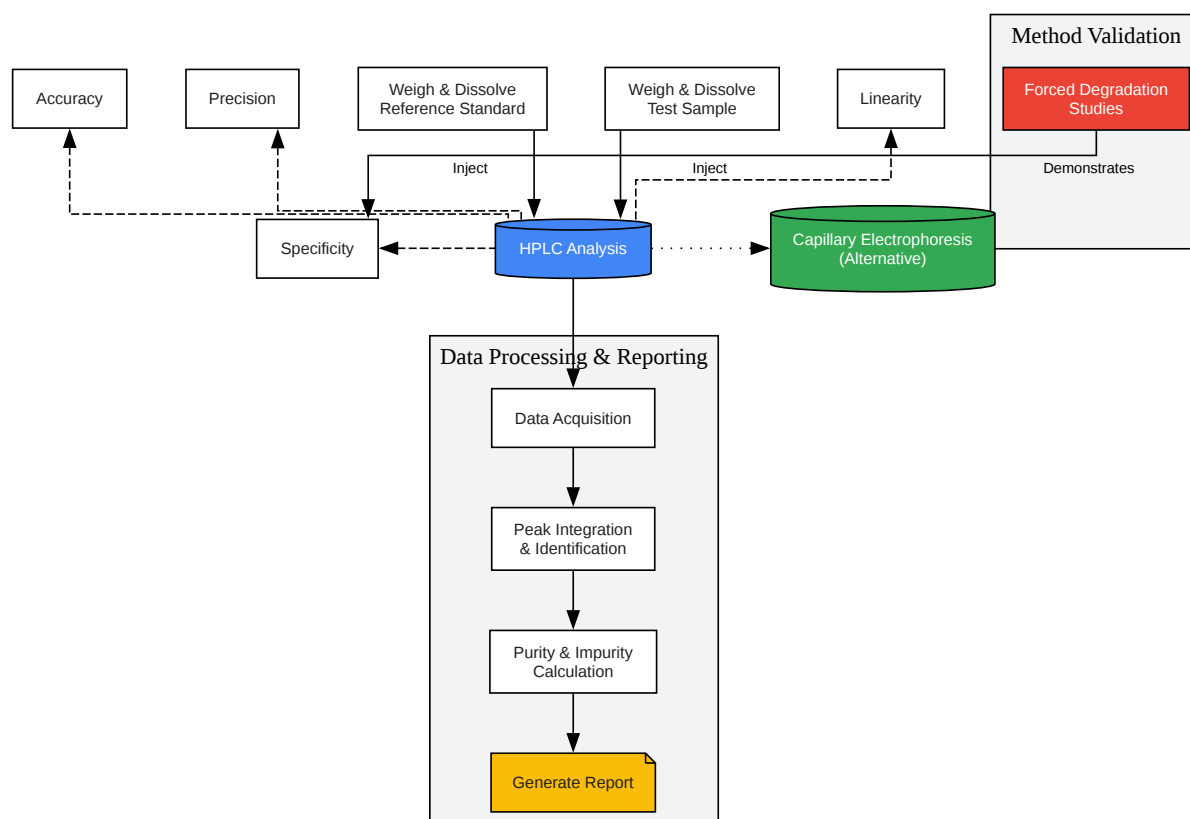 Method Validation
Accuracy
Precision
Weigh & Dissolve
Reference Standard
Weigh & Dissolve
Test Sample
Linearity
Forced Degradation
Studies
Inject
Inject
Demonstrates
Specificity
HPLC Analysis
Capillary Electrophoresis
(Alternative)
Data Processing & Reporting
Data Acquisition
Peak Integration
& Identification
Purity & Impurity
Calculation
Generate Report